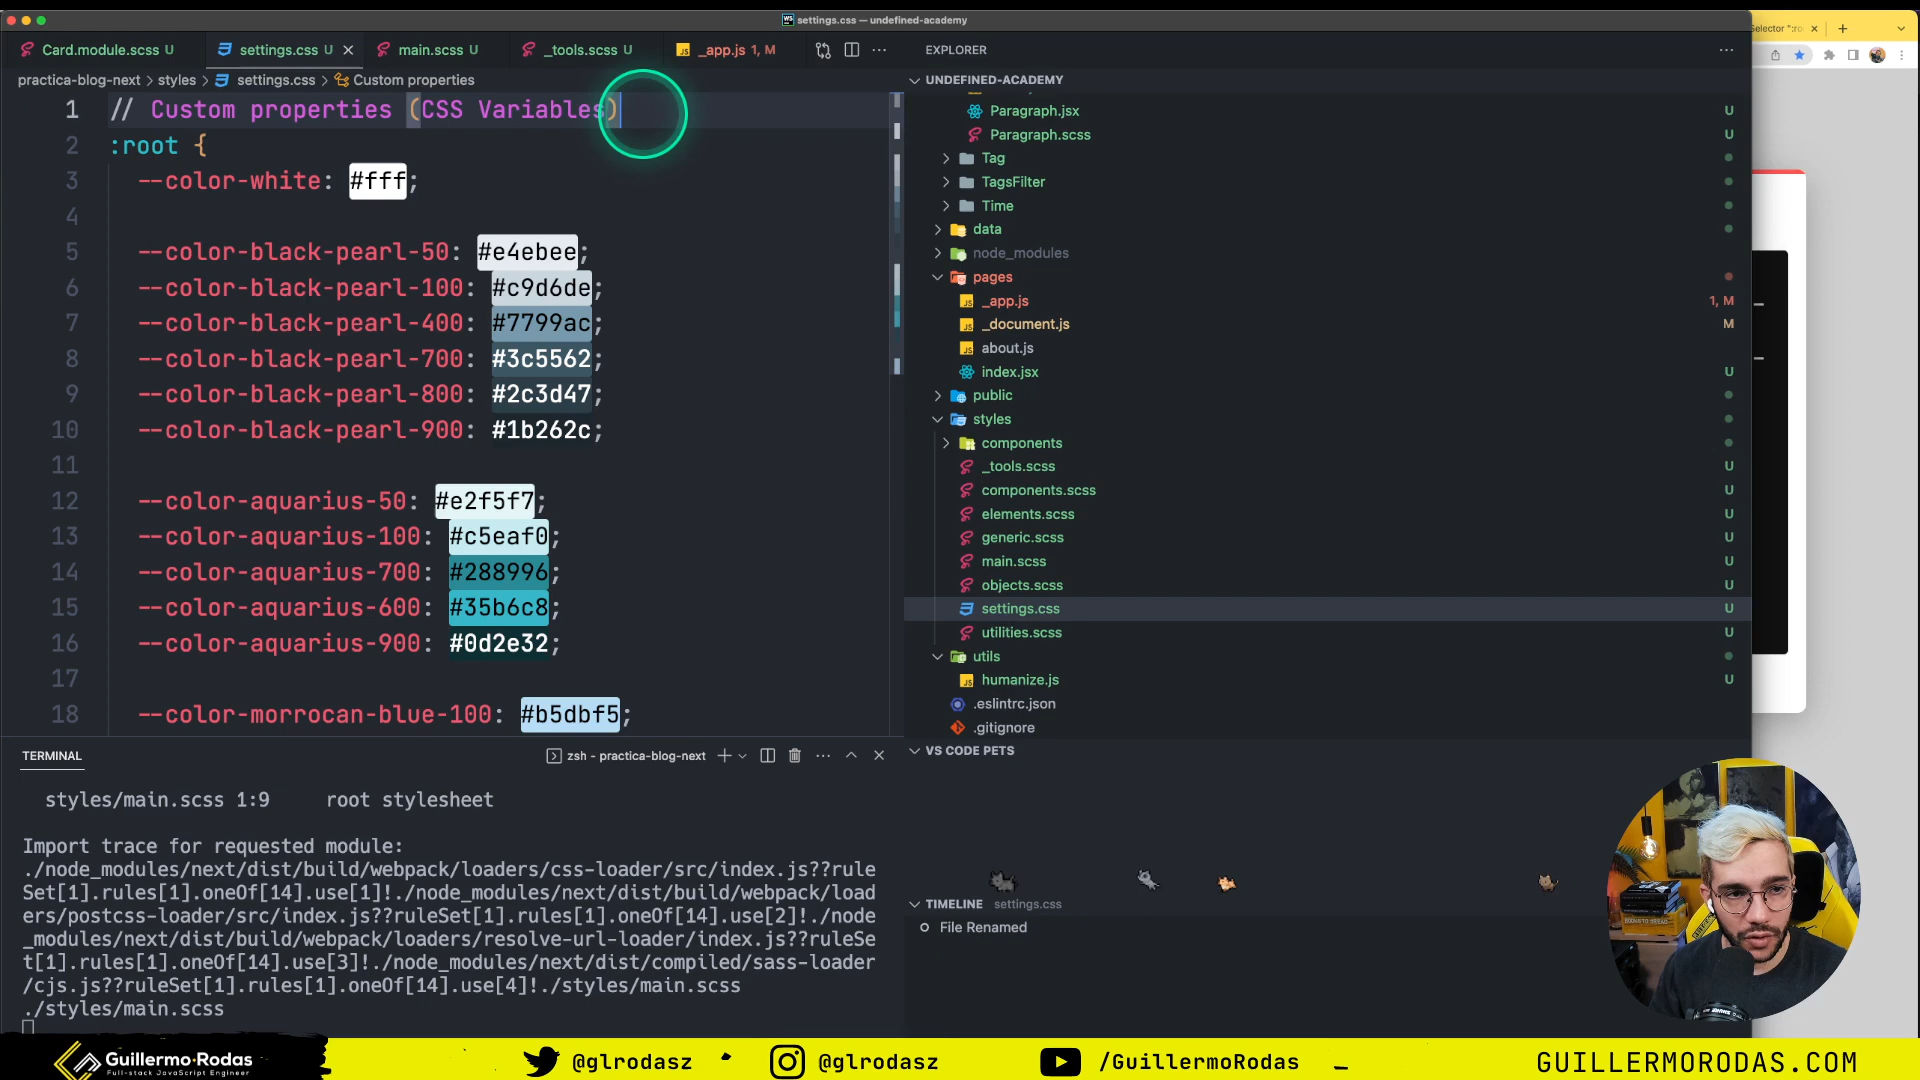 settings.css — undefined-academy
Selector ":ro
Card.module.scss U
settings.css U
main.scss U
_tools.scss U
_app.js 1, M
EXPLORER
practica-blog-next > styles > settings.css > Custom properties
UNDEFINED-ACADEMY
1 // Custom properties (CSS Variables)
2 :root {
3 --color-white: #fff;
4
5 --color-black-pearl-50: #e4ebee;
6 --color-black-pearl-100: #c9d6de;
7 --color-black-pearl-400: #7799ac;
8 --color-black-pearl-700: #3c5562;
9 --color-black-pearl-800: #2c3d47;
10 --color-black-pearl-900: #1b262c;
11
12 --color-aquarius-50: #e2f5f7;
13 --color-aquarius-100: #c5eaf0;
14 --color-aquarius-700: #288996;
15 --color-aquarius-600: #35b6c8;
16 --color-aquarius-900: #0d2e32;
17
18 --color-morrocan-blue-100: #b5dbf5;
Paragraph.jsx U
Paragraph.scss U
Tag
TagsFilter
Time
data
node_modules
pages
_app.js 1, M
_document.js M
about.js
index.jsx U
public
styles
components
_tools.scss U
components.scss U
elements.scss U
generic.scss U
main.scss U
objects.scss U
settings.css U
utilities.scss U
utils
humanize.js U
.eslintrc.json
.gitignore
VS CODE PETS
TIMELINE settings.css
File Renamed
TERMINAL
zsh - practica-blog-next
styles/main.scss 1:9 root stylesheet
Import trace for requested module:
./node_modules/next/dist/build/webpack/loaders/css-loader/src/index.js??rule
Set[1].rules[1].oneOf[14].use[1]!./node_modules/next/dist/build/webpack/load
ers/postcss-loader/src/index.js??ruleSet[1].rules[1].oneOf[14].use[2]!./node
_modules/next/dist/build/webpack/loaders/resolve-url-loader/index.js??ruleSe
t[1].rules[1].oneOf[14].use[3]!./node_modules/next/dist/compiled/sass-loader
/cjs.js??ruleSet[1].rules[1].oneOf[14].use[4]!./styles/main.scss
./styles/main.scss
Guillermo·Rodas
Full-stack JavaScript Engineer
@glrodasz
@glrodasz
/GuillermoRodas
GUILLERMORODAS.COM